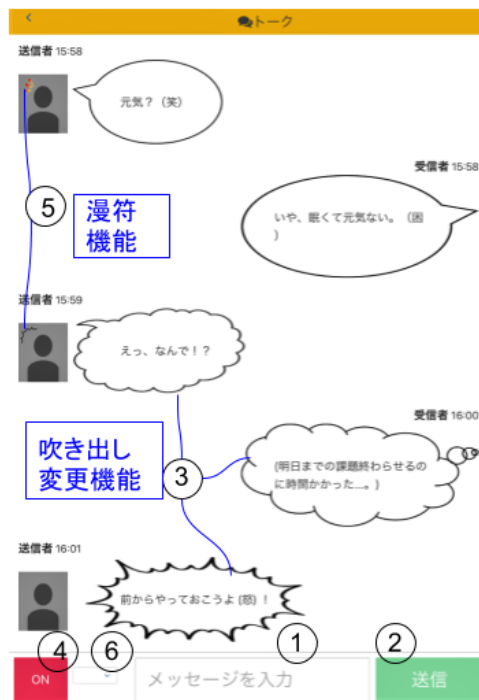 トーク
送信者 15:58
元気？（笑）
受信者 15:58
いや、眠くて元気ない。（困
）
⑤
漫符
機能
送信者 15:59
えっ、なんで！？
受信者 16:00
(明日までの課題終わらせるの
に時間かかった...。)
吹き出し
変更機能
③
送信者 16:01
前からやっておこうよ (怒) ！
④
⑥
①
②
ON
メッセージを入力
送信